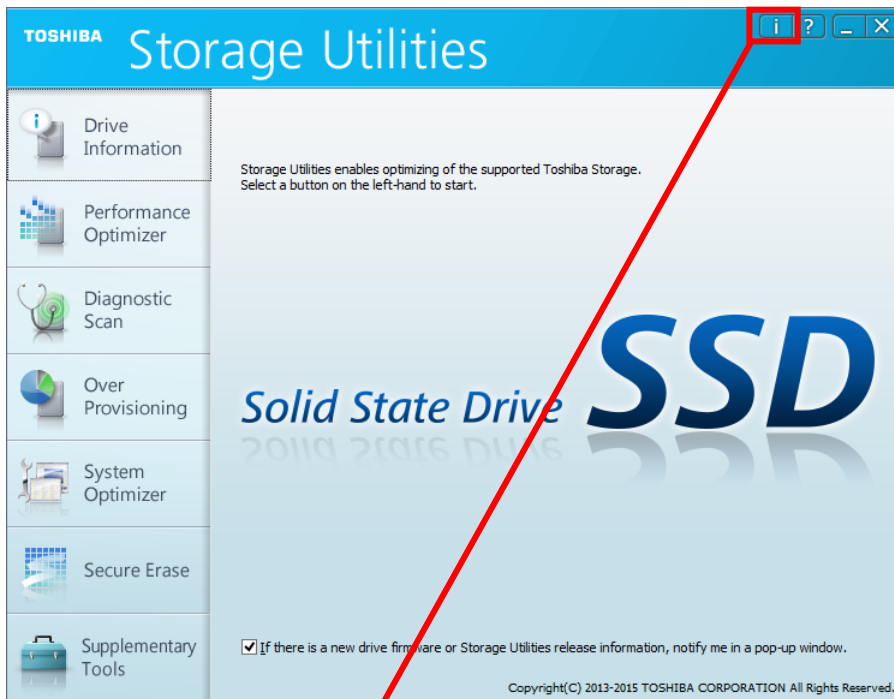 TOSHIBA Storage Utilities
i ? _ X
Drive
Information
Performance
Optimizer
Diagnostic
Scan
Over
Provisioning
System
Optimizer
Secure Erase
Supplementary
Tools
Storage Utilities enables optimizing of the supported Toshiba Storage.
Select a button on the left-hand to start.
Solid State Drive SSD
If there is a new drive firmware or Storage Utilities release information, notify me in a pop-up window.
Copyright(C) 2013-2015 TOSHIBA CORPORATION All Rights Reserved.